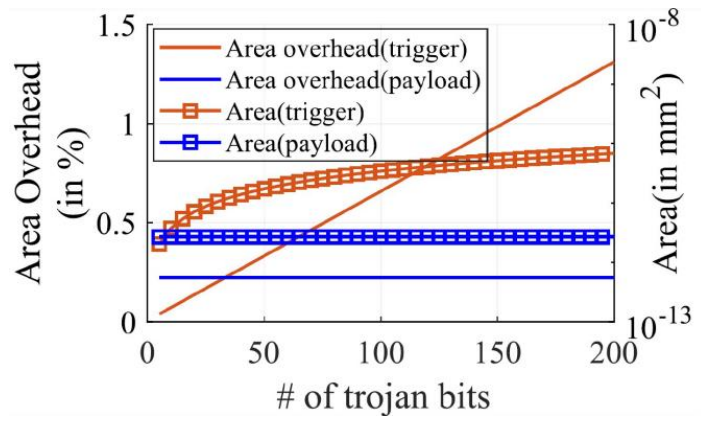 1.5
10⁻⁸
Area overhead(trigger)
Area overhead(payload)
Area(trigger)
Area(payload)
1
0.5
0
10⁻¹³
0
50
100
150
200
Area Overhead
(in %)
Area(in mm²)
# of trojan bits